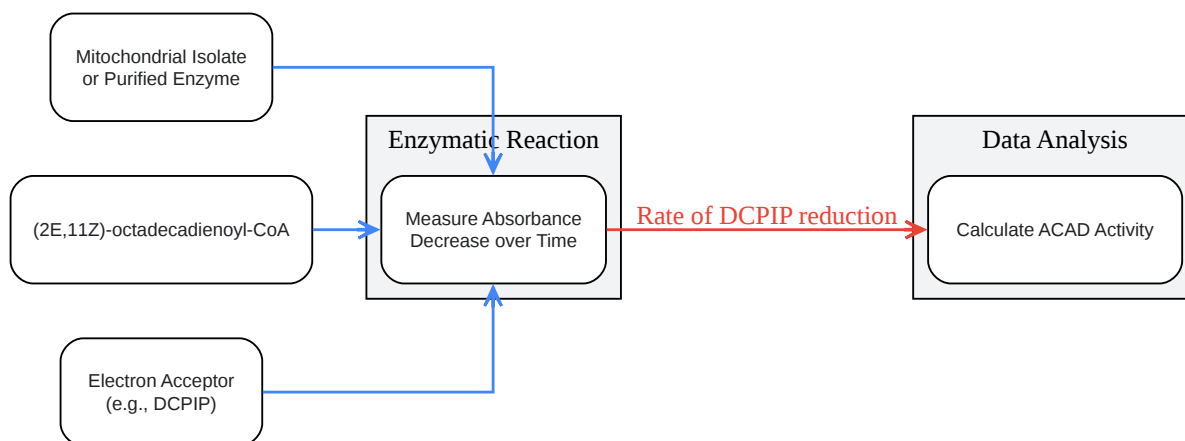 Mitochondrial Isolate
or Purified Enzyme
Enzymatic Reaction
Data Analysis
(2E,11Z)-octadecadienoyl-CoA
Measure Absorbance
Decrease over Time
Rate of DCPIP reduction
Calculate ACAD Activity
Electron Acceptor
(e.g., DCPIP)